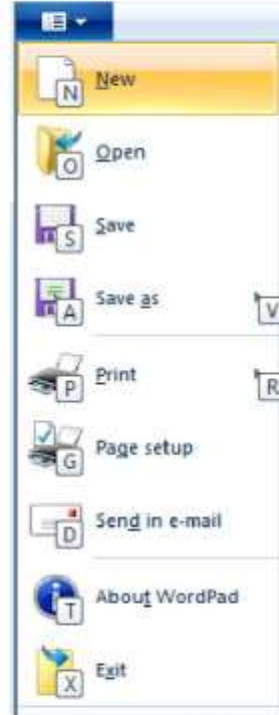 New
N
Open
O
Save
S
Save as
A
V
Print
P
R
Page setup
G
Send in e-mail
D
About WordPad
T
Exit
X